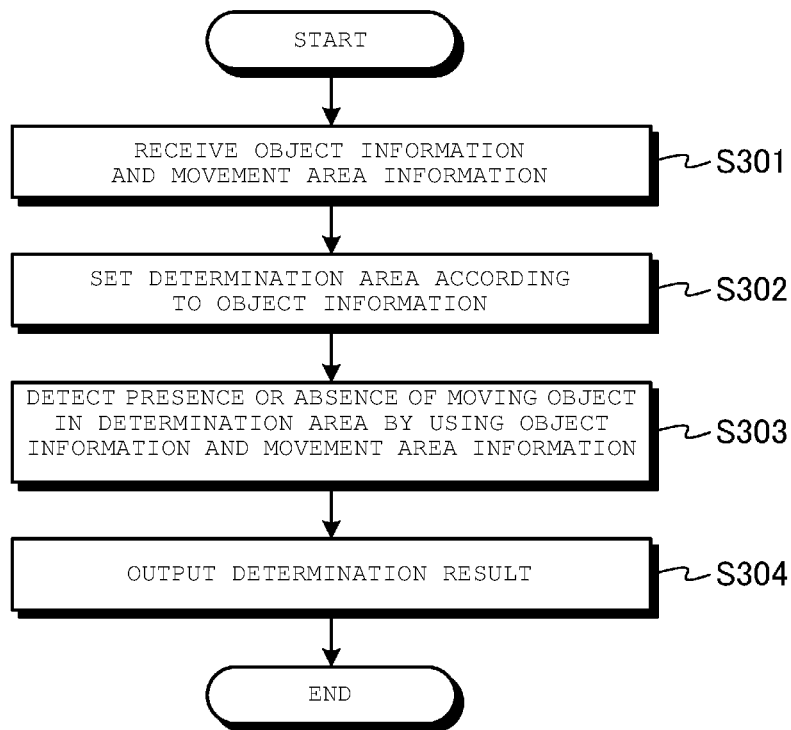 START
RECEIVE OBJECT INFORMATION
AND MOVEMENT AREA INFORMATION
S301
SET DETERMINATION AREA ACCORDING
TO OBJECT INFORMATION
S302
DETECT PRESENCE OR ABSENCE OF MOVING OBJECT
IN DETERMINATION AREA BY USING OBJECT
INFORMATION AND MOVEMENT AREA INFORMATION
S303
OUTPUT DETERMINATION RESULT
S304
END